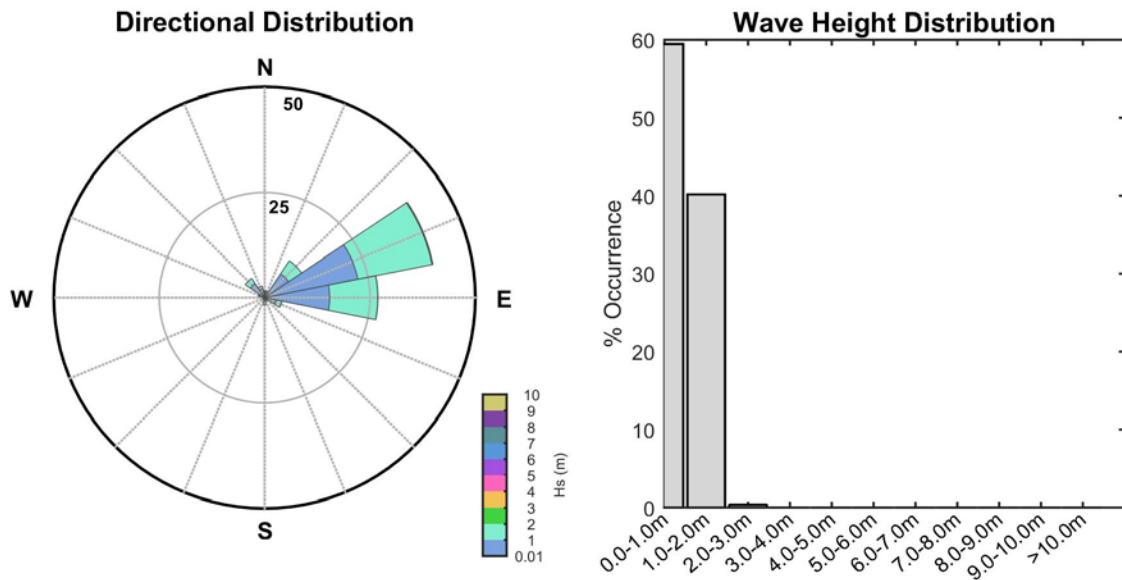 Directional Distribution
N
50
25
W
E
S
10
9
8
7
6
5
4
3
2
1
0.01
Hs (m)
Wave Height Distribution
60
50
40
30
20
10
0
% Occurrence
0.0-1.0m
1.0-2.0m
2.0-3.0m
3.0-4.0m
4.0-5.0m
5.0-6.0m
6.0-7.0m
7.0-8.0m
8.0-9.0m
9.0-10.0m
>10.0m